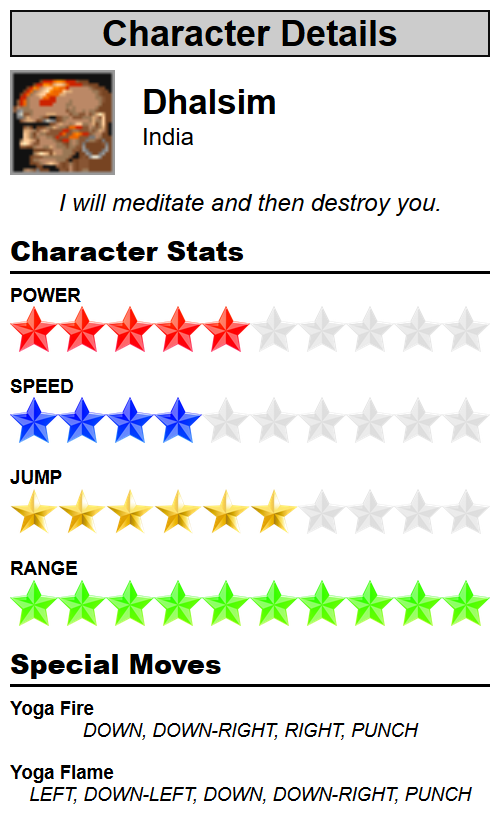 Character Details
Dhalsim
India
I will meditate and then destroy you.
Character Stats
POWER
SPEED
JUMP
RANGE
Special Moves
Yoga Fire
DOWN, DOWN-RIGHT, RIGHT, PUNCH
Yoga Flame
LEFT, DOWN-LEFT, DOWN, DOWN-RIGHT, PUNCH